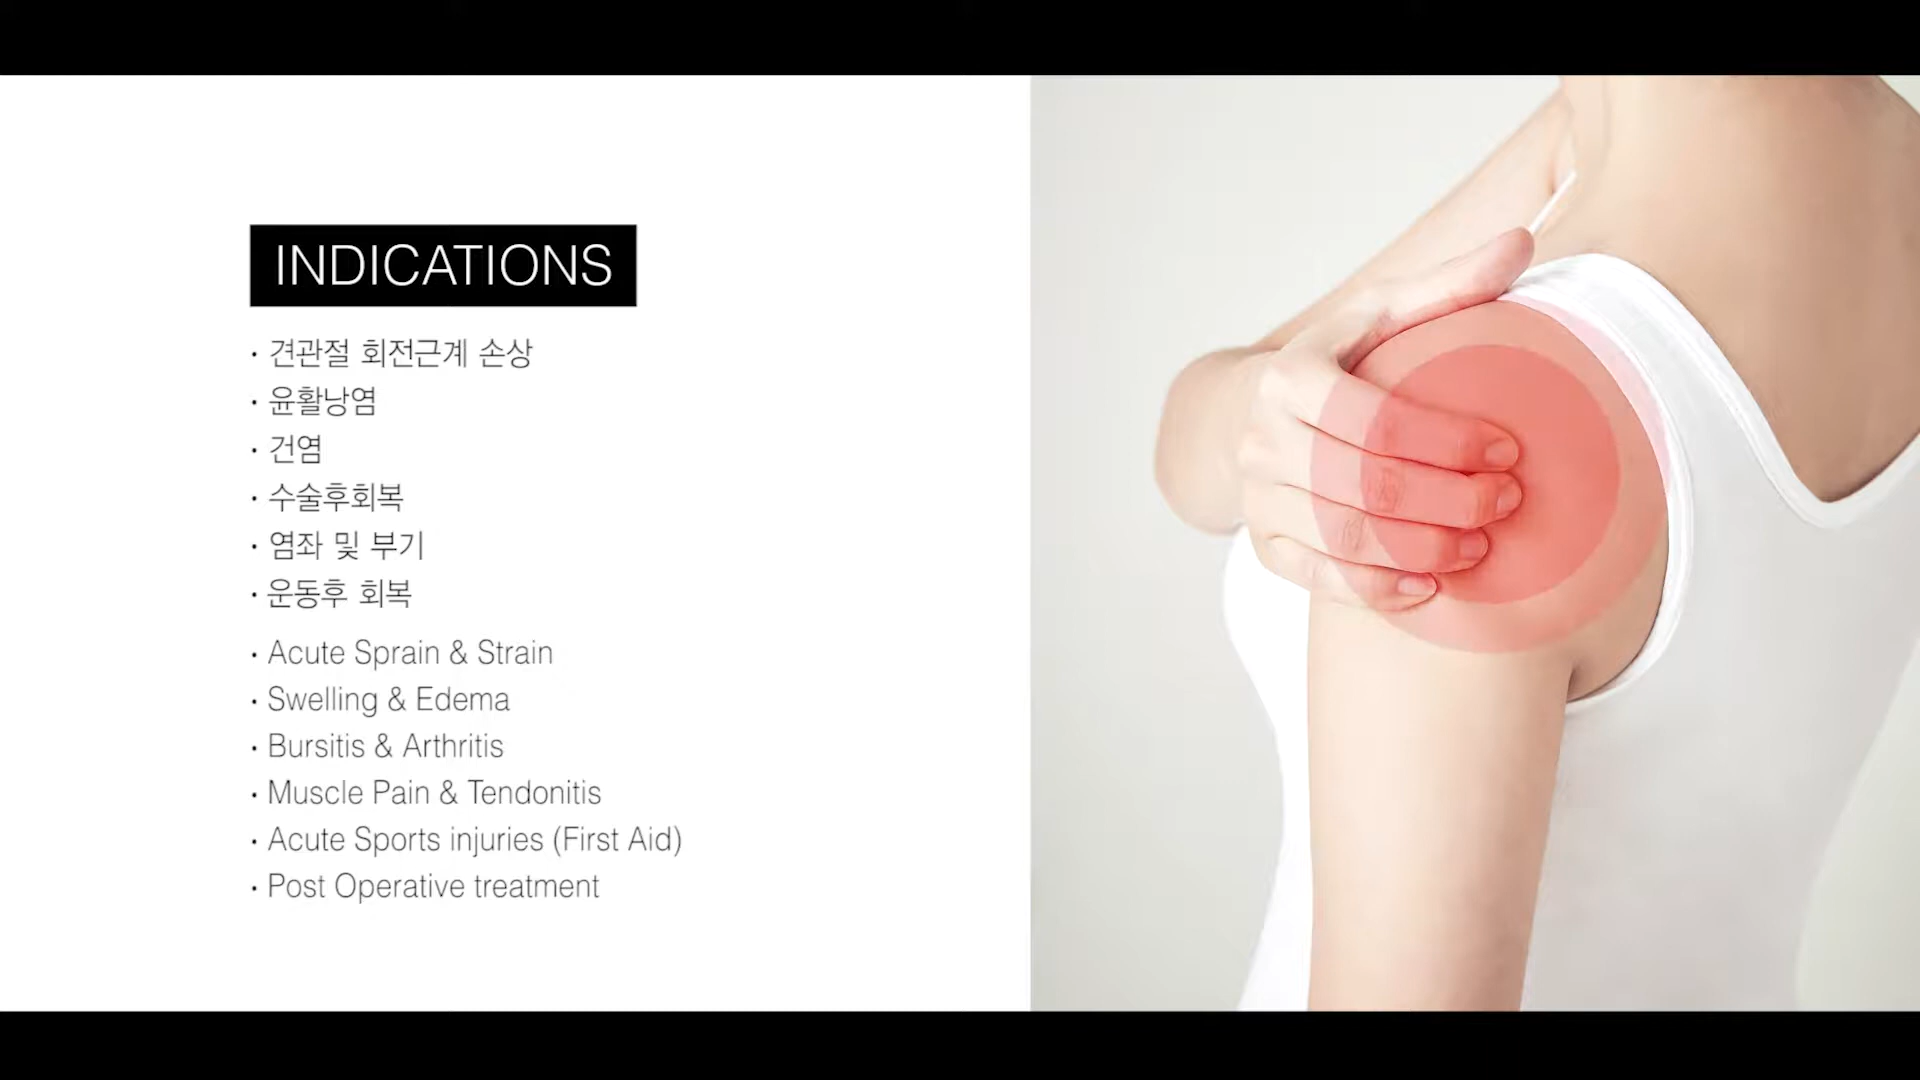 INDICATIONS
· 견관절 회전근계 손상
· 윤활낭염
· 건염
· 수술후회복
· 염좌 및 부기
· 운동후 회복
· Acute Sprain & Strain
· Swelling & Edema
· Bursitis & Arthritis
· Muscle Pain & Tendonitis
· Acute Sports injuries (First Aid)
· Post Operative treatment